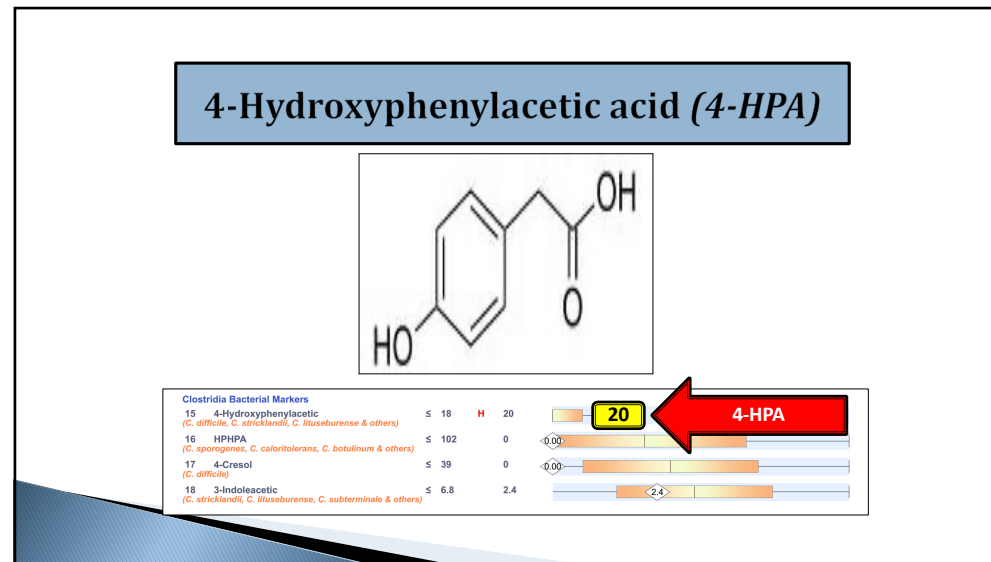 4-Hydroxyphenylacetic acid (4-HPA)
OH
O
HO
Clostridia Bacterial Markers
15 4-Hydroxyphenylacetic ≤ 18 H 20 20 4-HPA
(C. difficile, C. stricklandii, C. lituseburense & others)
16 HPHPA ≤ 102 0 0.00
(C. sporogenes, C. caloritolerans, C. botulinum & others)
17 4-Cresol ≤ 39 0 0.00
(C. difficile)
18 3-Indoleacetic ≤ 6.8 2.4 2.4
(C. stricklandii, C. lituseburense, C. subterminale & others)